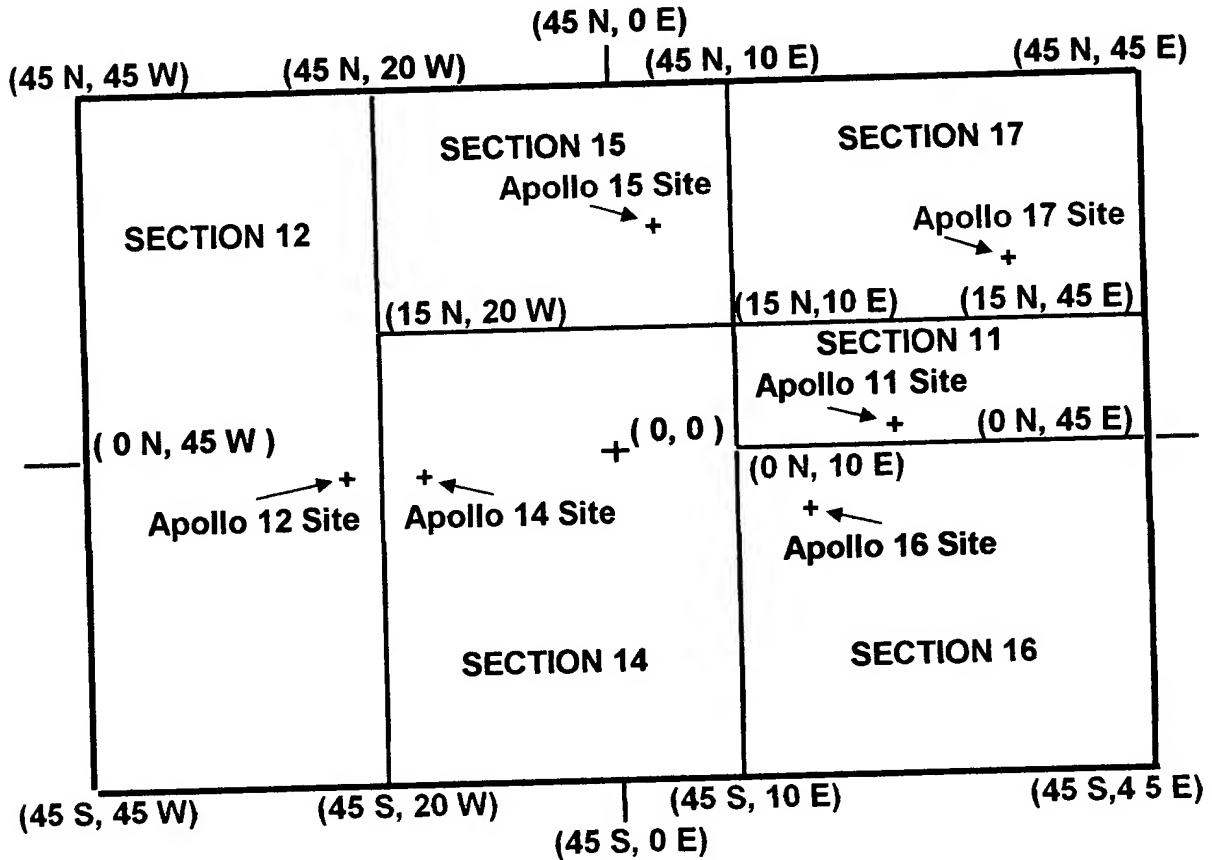 (45 N, 0 E)
(45 N, 45 W)
(45 N, 20 W)
(45 N, 10 E)
(45 N, 45 E)
SECTION 15
SECTION 17
Apollo 15 Site
Apollo 17 Site
SECTION 12
(15 N, 20 W)
(15 N,10 E)
(15 N, 45 E)
SECTION 11
Apollo 11 Site
( 0 N, 45 W )
( 0, 0 )
(0 N, 45 E)
(0 N, 10 E)
Apollo 12 Site
Apollo 14 Site
Apollo 16 Site
SECTION 14
SECTION 16
(45 S, 45 W)
(45 S, 20 W)
(45 S, 10 E)
(45 S,4 5 E)
(45 S, 0 E)